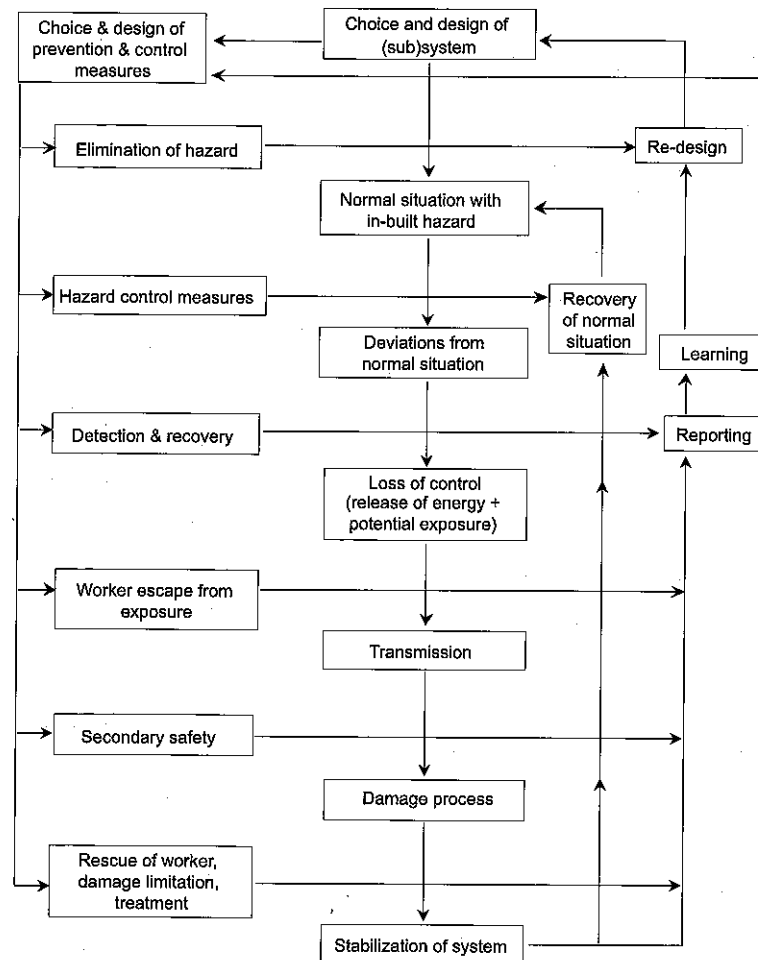 Choice & design of
prevention & control
measures
Choice and design of
(sub)system
Elimination of hazard
Re-design
Normal situation with
in-built hazard
Hazard control measures
Recovery
of normal
situation
Deviations from
normal situation
Learning
Detection & recovery
Reporting
Loss of control
(release of energy +
potential exposure)
Worker escape from
exposure
Transmission
Secondary safety
Damage process
Rescue of worker,
damage limitation,
treatment
Stabilization of system